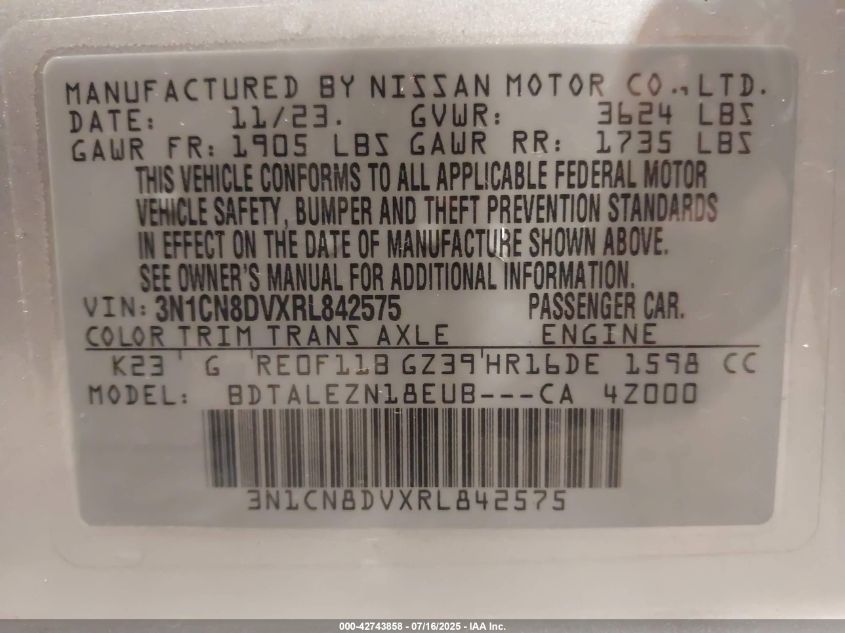 MANUFACTURED BY NISSAN MOTOR CO.,LTD.
DATE: 11/23. GVWR: 3624 LBS
GAWR FR: 1905 LBS GAWR RR: 1735 LBS
THIS VEHICLE CONFORMS TO ALL APPLICABLE FEDERAL MOTOR
VEHICLE SAFETY, BUMPER AND THEFT PREVENTION STANDARDS
IN EFFECT ON THE DATE OF MANUFACTURE SHOWN ABOVE.
SEE OWNER'S MANUAL FOR ADDITIONAL INFORMATION.
VIN: 3N1CN8DVXRL842575 PASSENGER CAR.
COLOR TRIM TRANS AXLE ENGINE
K23 G RE0F11B GZ39 HR16DE 1598 CC
MODEL: BDTALEZN18EUB---CA 4Z000
3N1CN8DVXRL842575
000-42743858 - 07/16/2025 - IAA Inc.